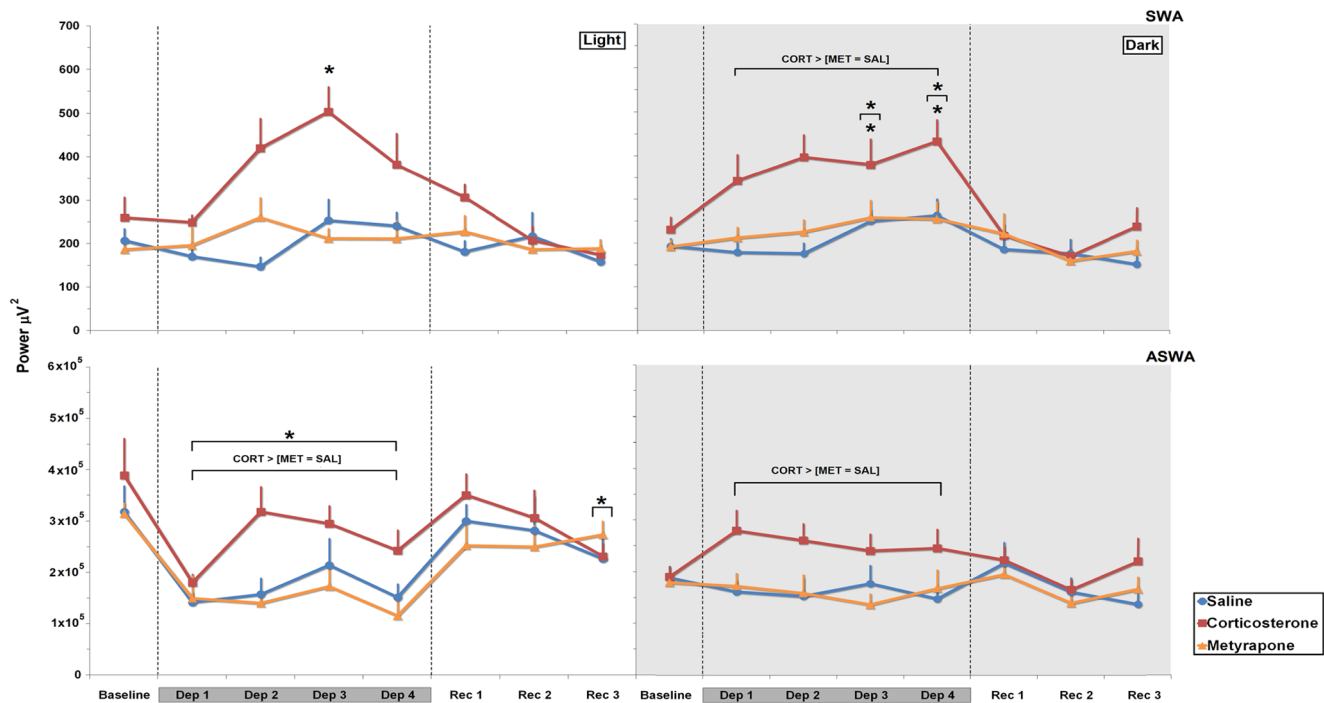 SWA
700
600
500
400
300
200
100
0
Light
*
Dark
CORT > [MET = SAL]
*
*
*
*
Power µV²
ASWA
6x10⁵
5x10⁵
4x10⁵
3x10⁵
2x10⁵
1x10⁵
0
*
CORT > [MET = SAL]
*
CORT > [MET = SAL]
Saline
Corticosterone
Metyrapone
Baseline Dep 1 Dep 2 Dep 3 Dep 4 Rec 1 Rec 2 Rec 3 Baseline Dep 1 Dep 2 Dep 3 Dep 4 Rec 1 Rec 2 Rec 3